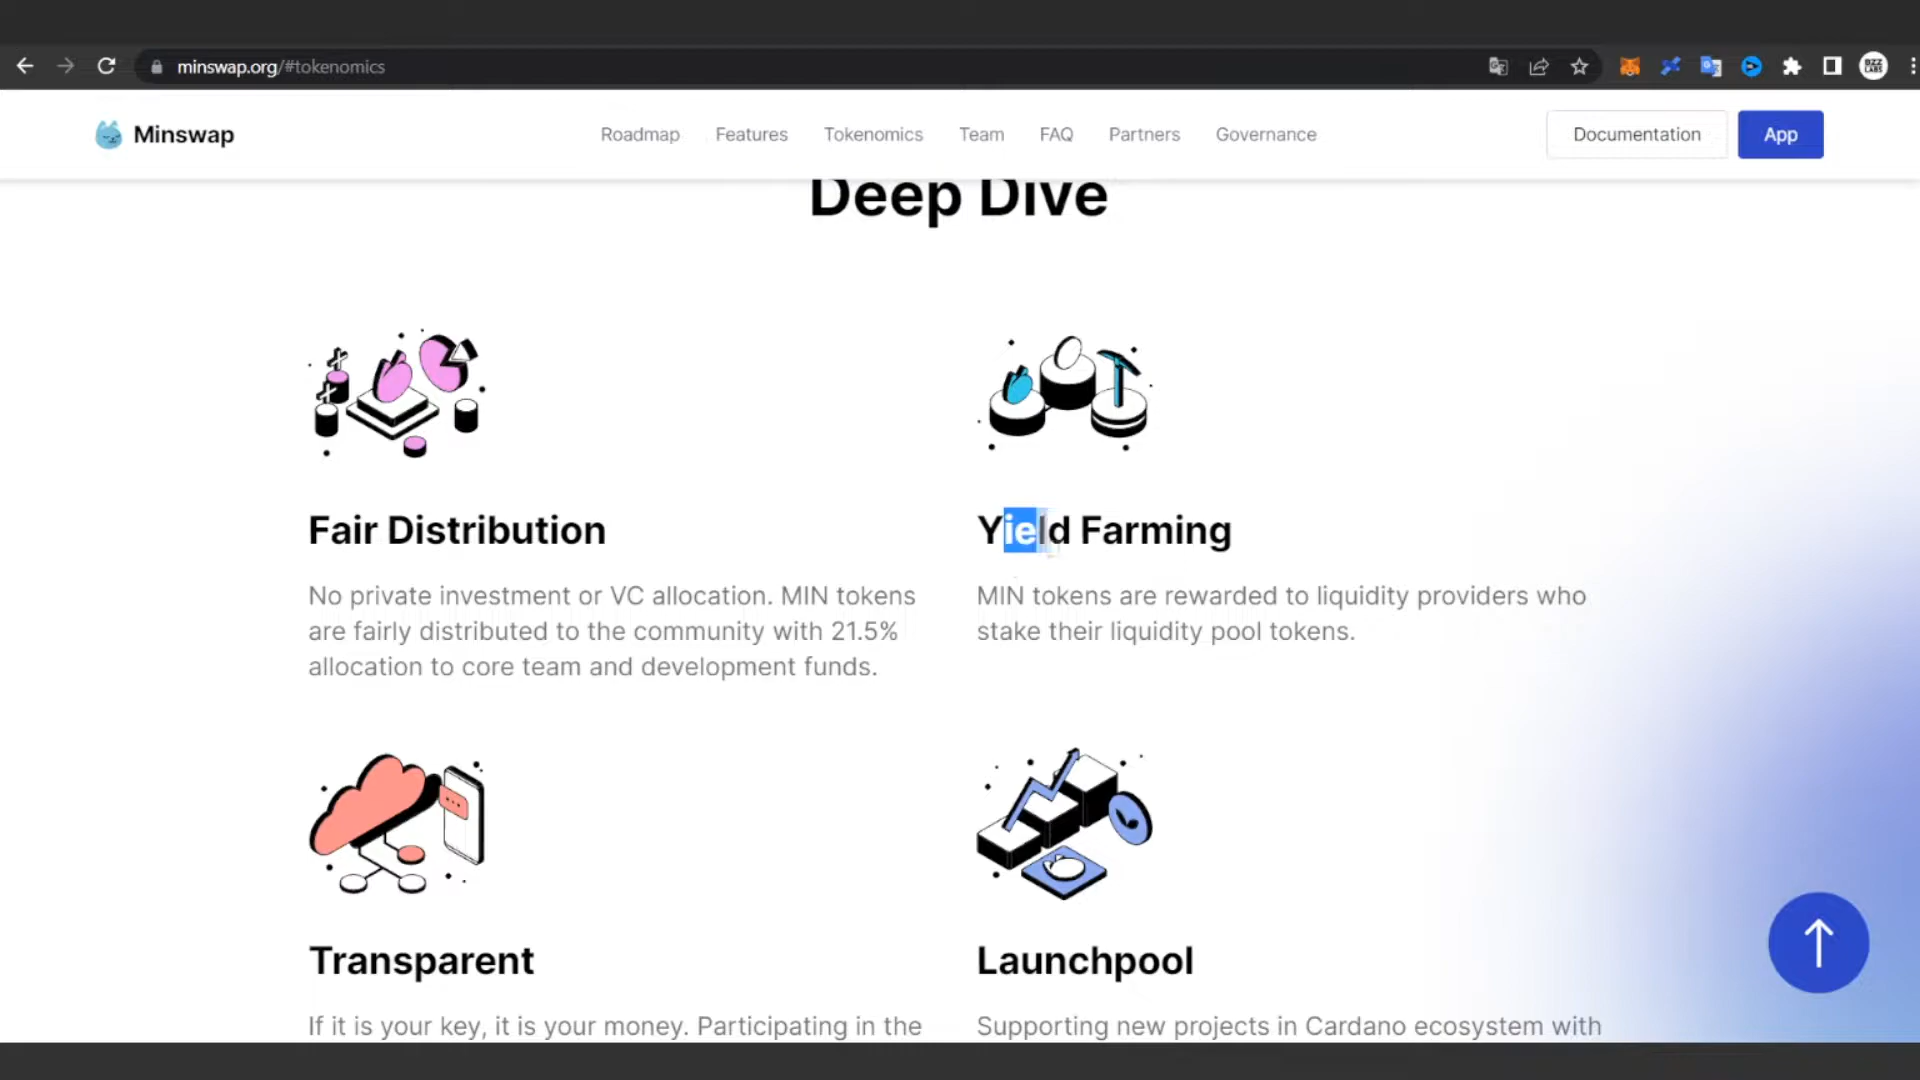 minswap.org/#tokenomics
BZZ LABS
Minswap
Roadmap Features Tokenomics Team FAQ Partners Governance
Documentation App
Deep Dive
Fair Distribution
No private investment or VC allocation. MIN tokens
are fairly distributed to the community with 21.5%
allocation to core team and development funds.
Yield Farming
MIN tokens are rewarded to liquidity providers who
stake their liquidity pool tokens.
Transparent
If it is your key, it is your money. Participating in the
Launchpool
Supporting new projects in Cardano ecosystem with